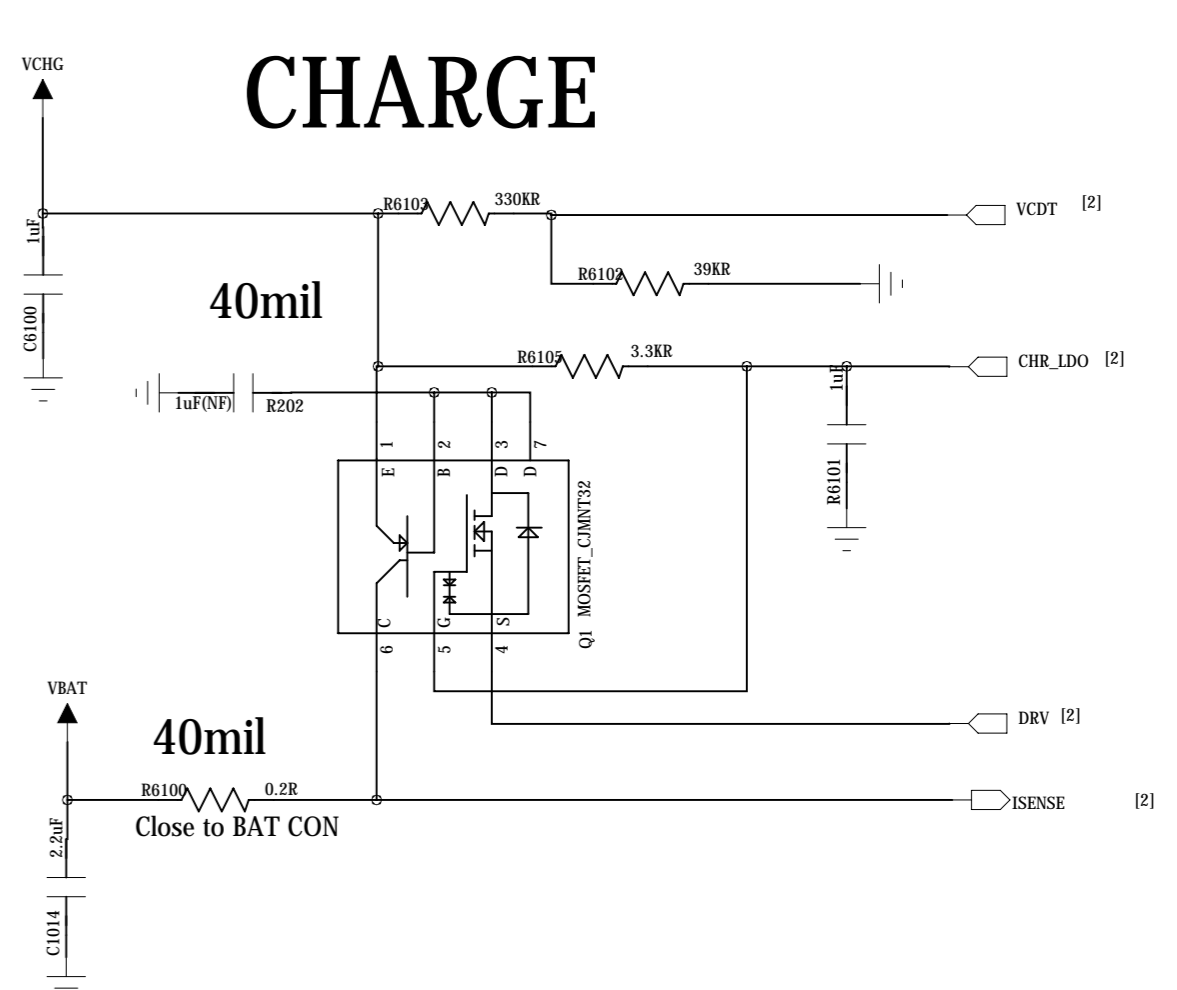 CHARGE
VCHG
R6103
330KR
VCDT
[2]
1uF
C6100
R6102
39KR
40mil
R6105
3.3KR
CHR_LDO
[2]
1uF(NF)
R202
1uF
R6101
1
2
3
7
E
B
D
D
C
G
S
6
5
4
Q1 MOSFET_CJMNT32
VBAT
40mil
DRV
[2]
R6100
0.2R
Close to BAT CON
ISENSE
[2]
2.2uF
C1014